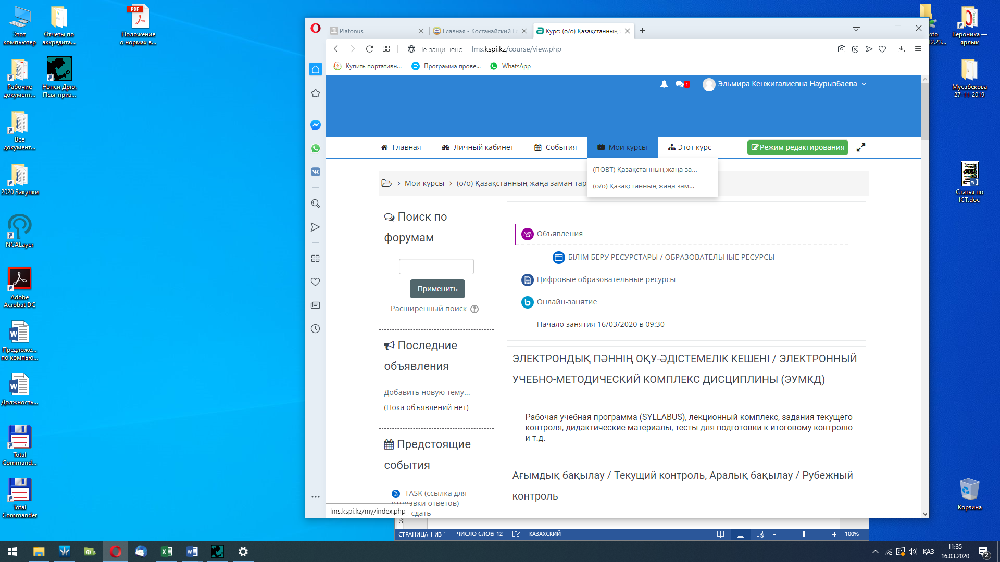 Этот
компьютер
Отчеты по
аккредита...
PDF
Положение
о нормах в...
Рабочие
документ...
Нэнси Дрю.
Псы-приз...
Все
документ...
2020 Закупки
NCALayer
Adobe
Acrobat DC
Предложе...
по компью...
Должность...
Total
Command...
Total
Commander
Platonus
Главная - Костанайский Г
Курс: (о/о) Қазақстанның
Не защищено
lms.kspi.kz/course/view.php
Купить портативн...
Программа прове...
WhatsApp
1
Эльмира Кенжигалиевна Наурызбаева
Главная
Личный кабинет
События
Мои курсы
Этот курс
Режим редактирования
(ПОВТ) Қазақстанның жаңа за...
(о/о) Қазақстанның жаңа зам...
Мои курсы
(о/о) Қазақстанның жаңа заман тар
Поиск по
форумам
Применить
Расширенный поиск
Последние
объявления
Добавить новую тему...
(Пока объявлений нет)
Предстоящие
события
TASK (ссылка для
отправки ответов) -
сдать
lms.kspi.kz/my/index.php
Объявления
БІЛІМ БЕРУ РЕСУРСТАРЫ / ОБРАЗОВАТЕЛЬНЫЕ РЕСУРСЫ
Цифровые образовательные ресурсы
Онлайн-занятие
Начало занятия 16/03/2020 в 09:30
ЭЛЕКТРОНДЫҚ ПӘННІҢ ОҚУ-ӘДІСТЕМЕЛІК КЕШЕНІ / ЭЛЕКТРОННЫЙ
УЧЕБНО-МЕТОДИЧЕСКИЙ КОМПЛЕКС ДИСЦИПЛИНЫ (ЭУМКД)
Рабочая учебная программа (SYLLABUS), лекционный комплекс, задания текущего
контроля, дидактические материалы, тесты для подготовки к итоговому контролю
и т.д.
Ағымдық бақылау / Текущий контроль, Аралық бақылау / Рубежный
контроль
oto
2.23...
Вероника —
ярлык
Мусабекова
27-11-2019
Статья по
ICT.doc
Корзина
СТРАНИЦА 1 ИЗ 1
ЧИСЛО СЛОВ: 12
КАЗАХСКИЙ
100%
ҚАЗ
11:35
16.03.2020
2